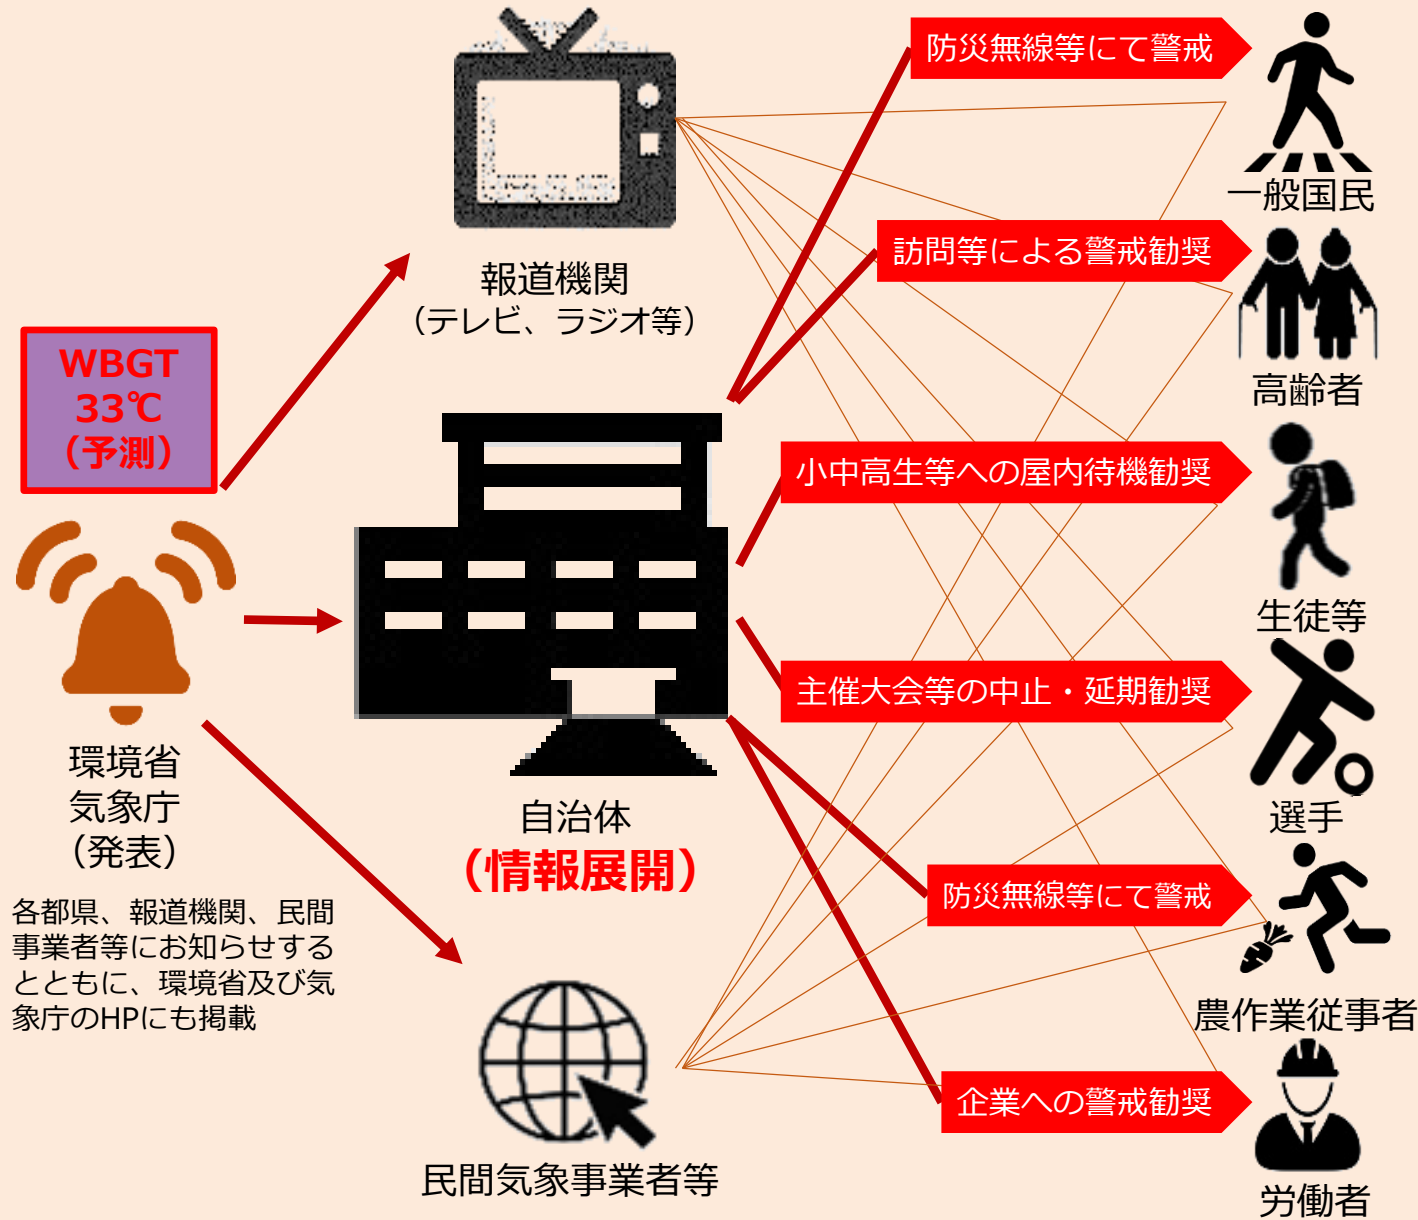 防災無線等にて警戒
一般国民
訪問等による警戒勧奨
報道機関
（テレビ、ラジオ等）
WBGT
33℃
（予測）
高齢者
小中高生等への屋内待機勧奨
生徒等
主催大会等の中止・延期勧奨
環境省
気象庁
（発表）
自治体
（情報展開）
選手
防災無線等にて警戒
各都県、報道機関、民間
事業者等にお知らせする
とともに、環境省及び気
象庁のHPにも掲載
農作業従事者
企業への警戒勧奨
民間気象事業者等
労働者